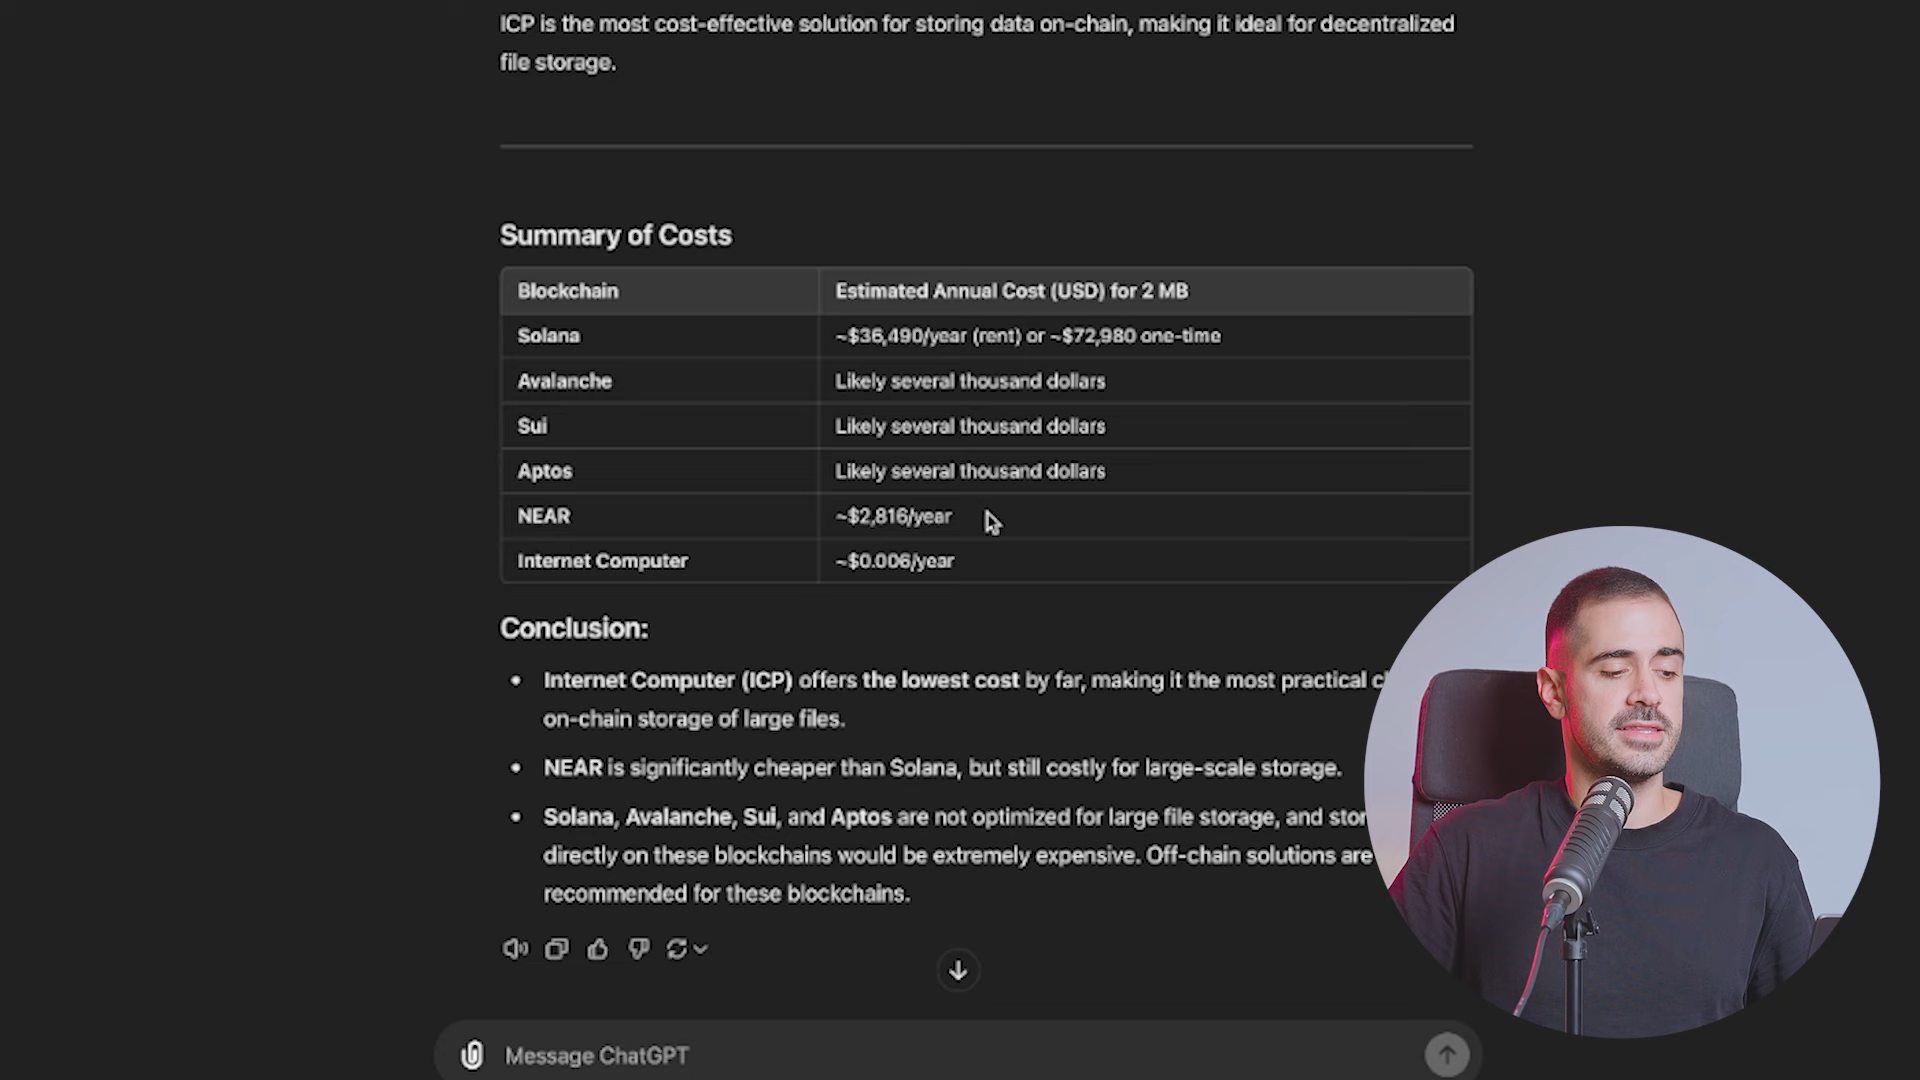 ICP is the most cost-effective solution for storing data on-chain, making it ideal for decentralized
file storage.
Summary of Costs
Blockchain Estimated Annual Cost (USD) for 2 MB
Solana ~$36,490/year (rent) or ~$72,980 one-time
Avalanche Likely several thousand dollars
Sui Likely several thousand dollars
Aptos Likely several thousand dollars
NEAR ~$2,816/year
Internet Computer ~$0.006/year
Conclusion:
• Internet Computer (ICP) offers the lowest cost by far, making it the most practical
on-chain storage of large files.
• NEAR is significantly cheaper than Solana, but still costly for large-scale storage.
• Solana, Avalanche, Sui, and Aptos are not optimized for large file storage, and
directly on these blockchains would be extremely expensive. Off-chain solutions are
recommended for these blockchains.
Message ChatGPT